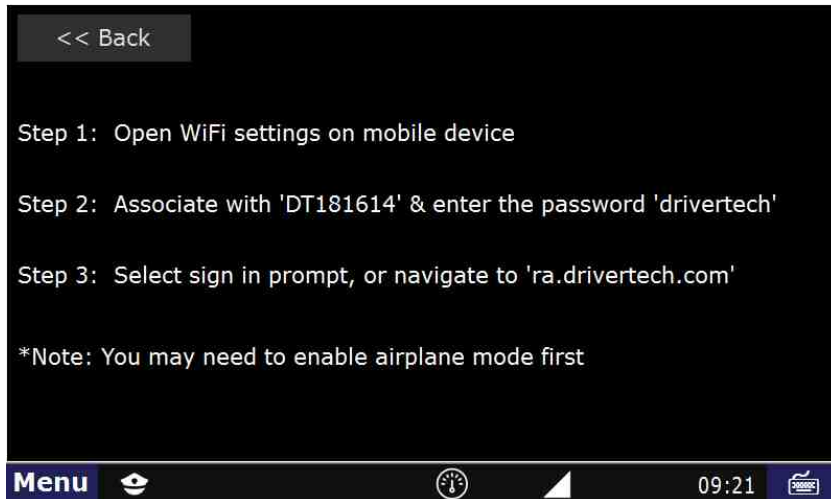 << Back
Step 1: Open WiFi settings on mobile device
Step 2: Associate with 'DT181614' & enter the password 'drivertech'
Step 3: Select sign in prompt, or navigate to 'ra.drivertech.com'
*Note: You may need to enable airplane mode first
Menu 09:21